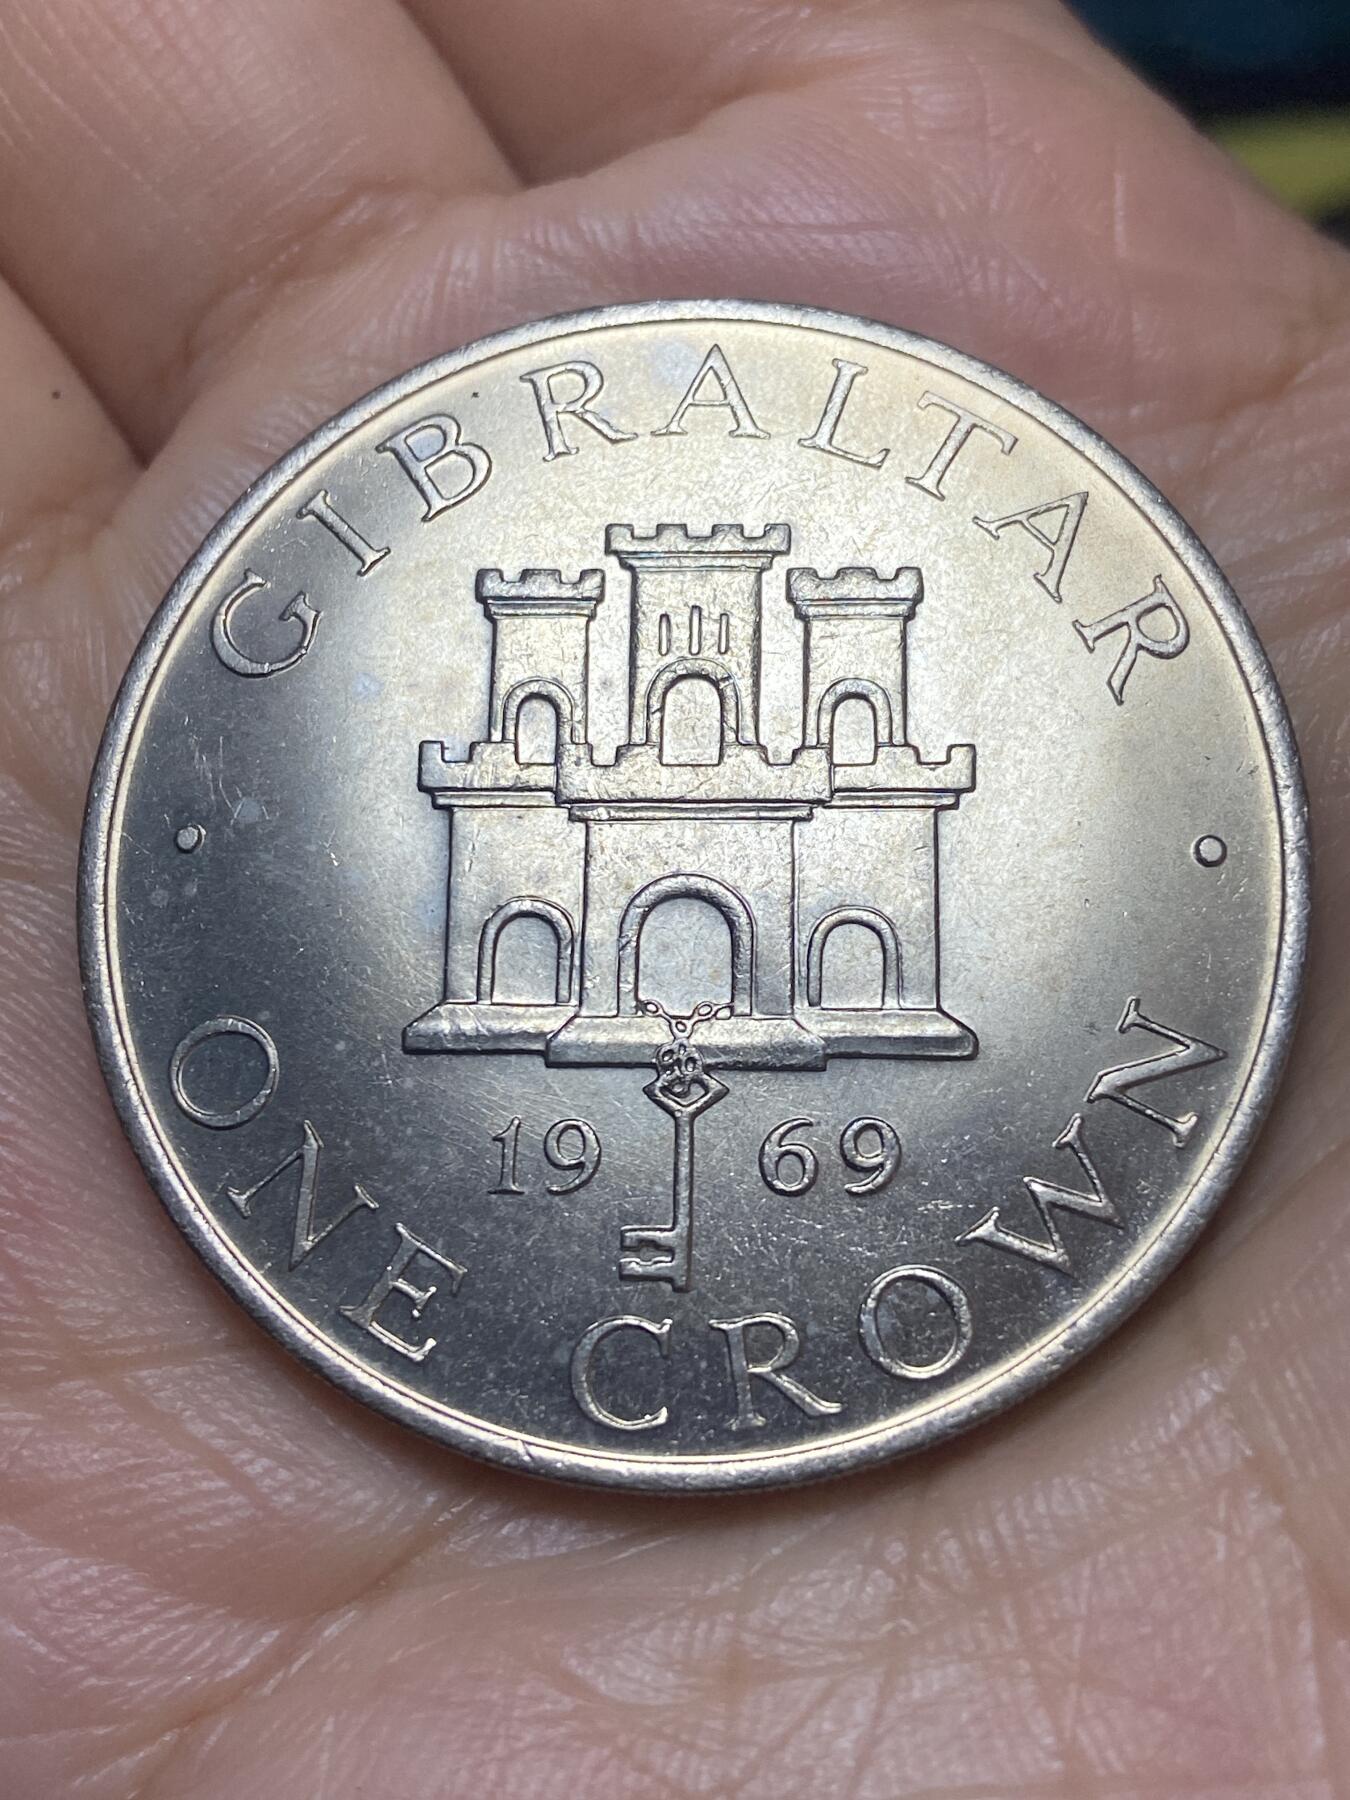 · GIBRALTAR ·
1969
ONE CROWN